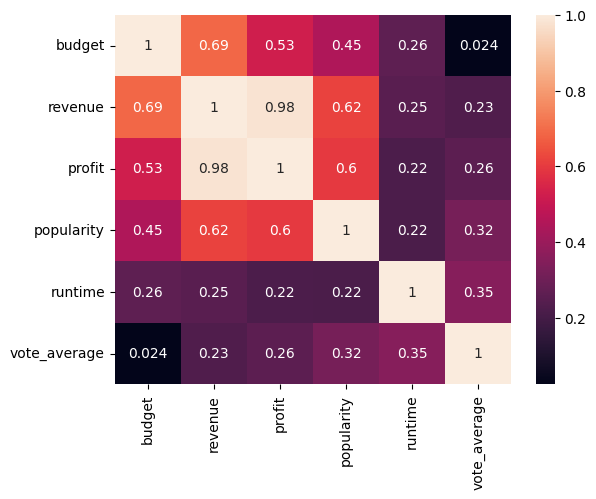 budget 1 0.69 0.53 0.45 0.26 0.024
revenue 0.69 1 0.98 0.62 0.25 0.23
profit 0.53 0.98 1 0.6 0.22 0.26
popularity 0.45 0.62 0.6 1 0.22 0.32
runtime 0.26 0.25 0.22 0.22 1 0.35
vote_average 0.024 0.23 0.26 0.32 0.35 1
budget revenue profit popularity runtime vote_average
1.0
0.8
0.6
0.4
0.2